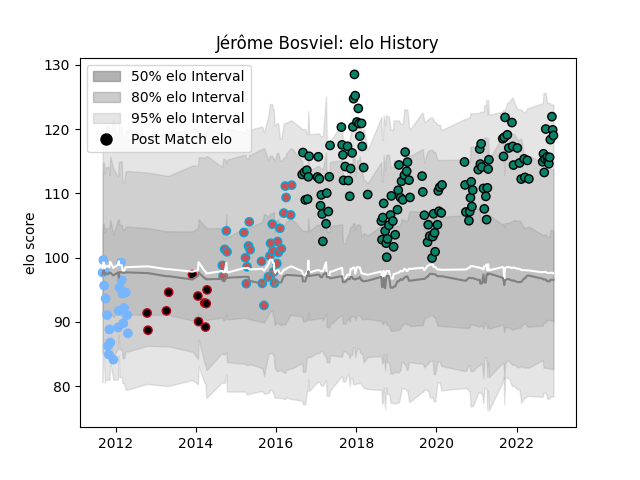 Jérôme Bosviel: elo History
130
120
110
100
90
80
elo score
50% elo Interval
80% elo Interval
95% elo Interval
Post Match elo
2012
2014
2016
2018
2020
2022